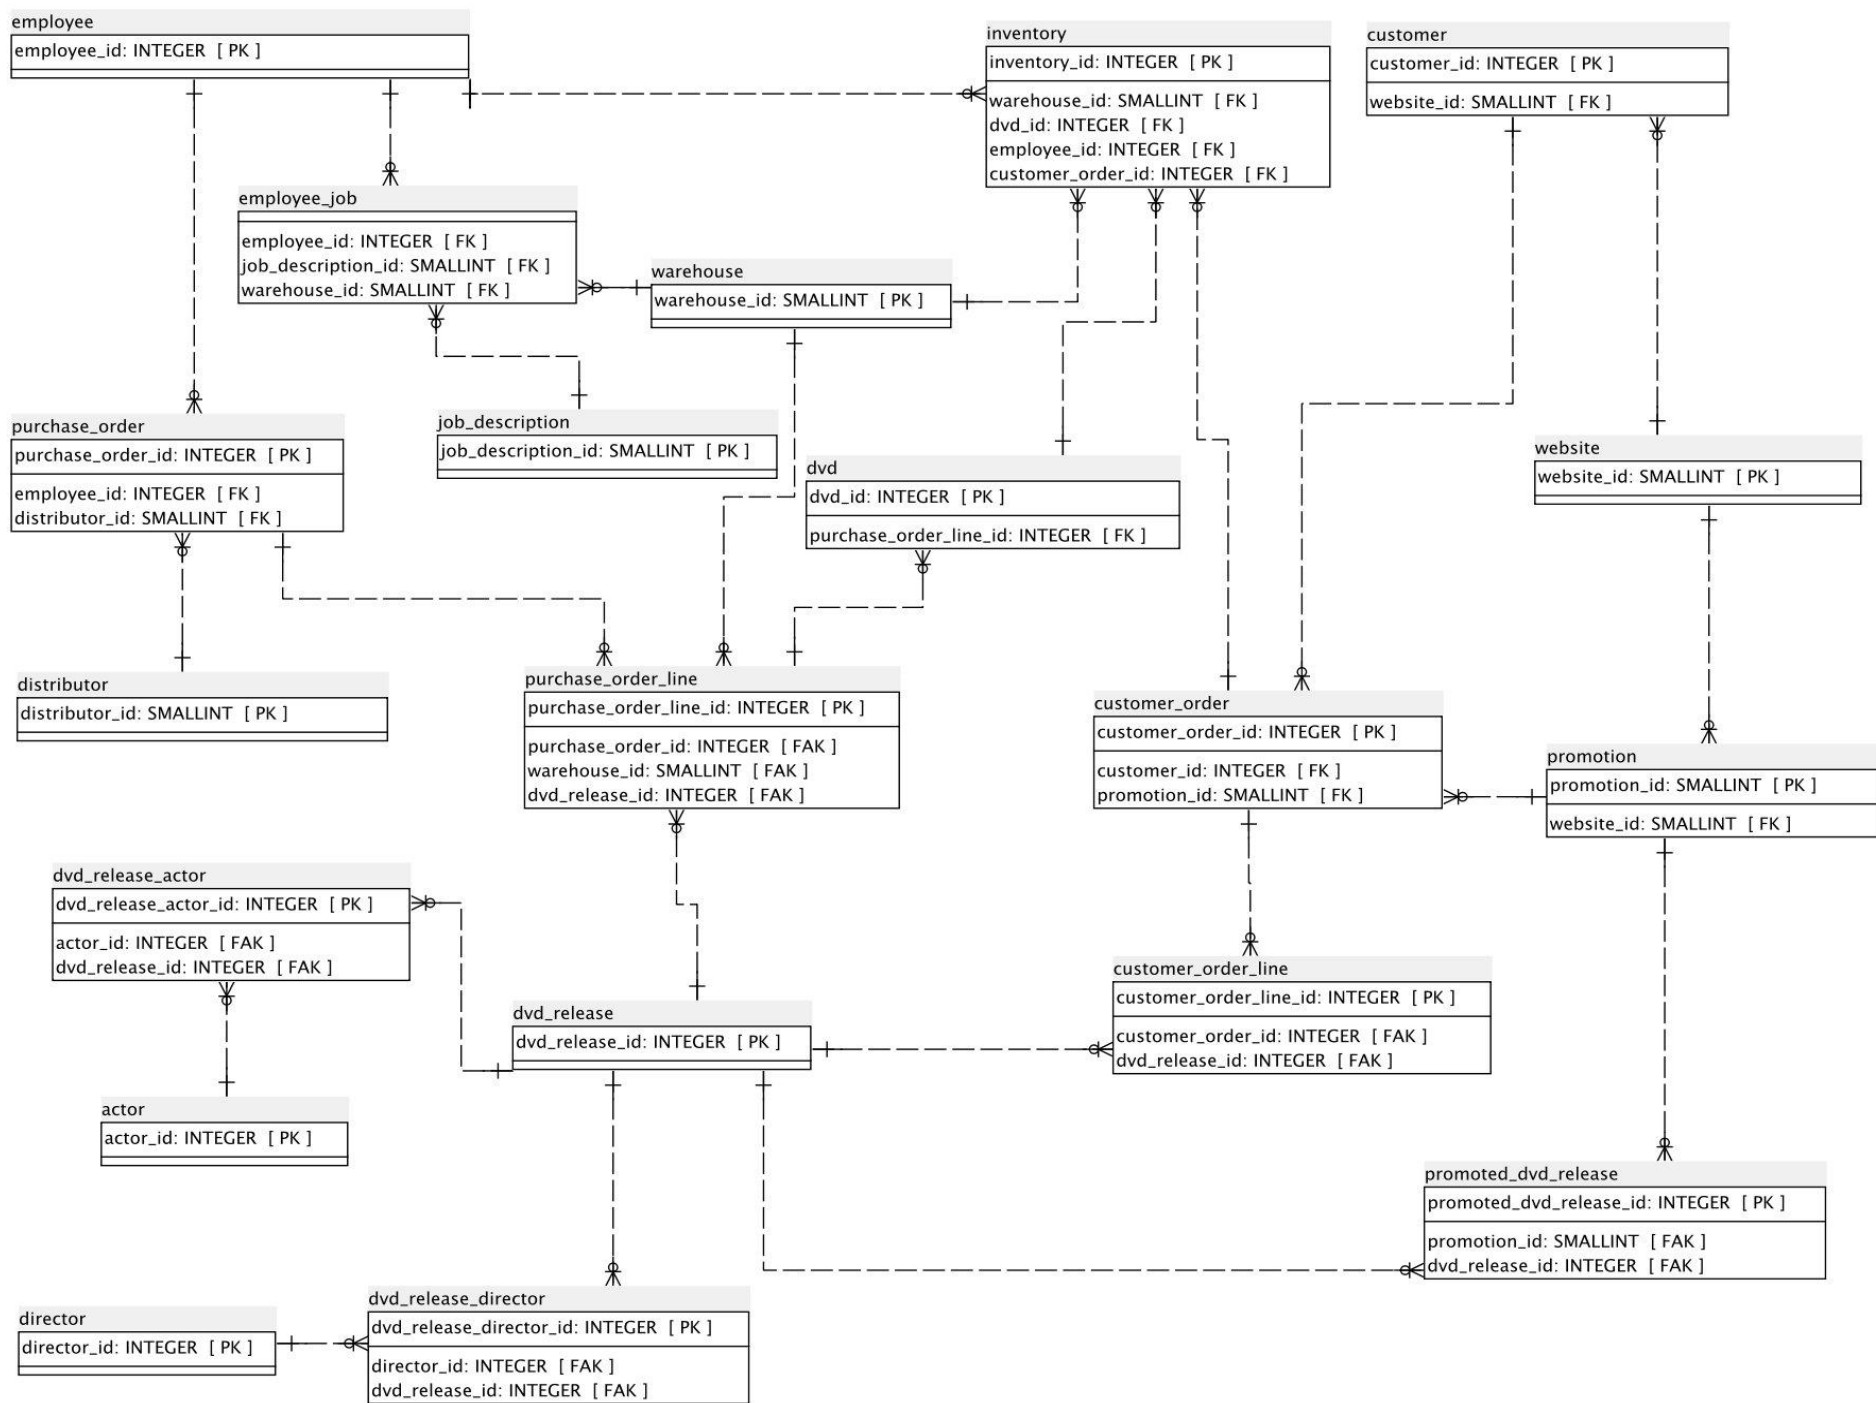 employee
employee_id: INTEGER [ PK ]
inventory
inventory_id: INTEGER [ PK ]
warehouse_id: SMALLINT [ FK ]
dvd_id: INTEGER [ FK ]
employee_id: INTEGER [ FK ]
customer_order_id: INTEGER [ FK ]
customer
customer_id: INTEGER [ PK ]
website_id: SMALLINT [ FK ]
employee_job
employee_id: INTEGER [ FK ]
job_description_id: SMALLINT [ FK ]
warehouse_id: SMALLINT [ FK ]
warehouse
warehouse_id: SMALLINT [ PK ]
purchase_order
purchase_order_id: INTEGER [ PK ]
employee_id: INTEGER [ FK ]
distributor_id: SMALLINT [ FK ]
job_description
job_description_id: SMALLINT [ PK ]
dvd
dvd_id: INTEGER [ PK ]
purchase_order_line_id: INTEGER [ FK ]
website
website_id: SMALLINT [ PK ]
distributor
distributor_id: SMALLINT [ PK ]
purchase_order_line
purchase_order_line_id: INTEGER [ PK ]
purchase_order_id: INTEGER [ FAK ]
warehouse_id: SMALLINT [ FAK ]
dvd_release_id: INTEGER [ FAK ]
customer_order
customer_order_id: INTEGER [ PK ]
customer_id: INTEGER [ FK ]
promotion_id: SMALLINT [ FK ]
promotion
promotion_id: SMALLINT [ PK ]
website_id: SMALLINT [ FK ]
dvd_release_actor
dvd_release_actor_id: INTEGER [ PK ]
actor_id: INTEGER [ FAK ]
dvd_release_id: INTEGER [ FAK ]
dvd_release
dvd_release_id: INTEGER [ PK ]
customer_order_line
customer_order_line_id: INTEGER [ PK ]
customer_order_id: INTEGER [ FAK ]
dvd_release_id: INTEGER [ FAK ]
actor
actor_id: INTEGER [ PK ]
promoted_dvd_release
promoted_dvd_release_id: INTEGER [ PK ]
promotion_id: SMALLINT [ FAK ]
dvd_release_id: INTEGER [ FAK ]
director
director_id: INTEGER [ PK ]
dvd_release_director
dvd_release_director_id: INTEGER [ PK ]
director_id: INTEGER [ FAK ]
dvd_release_id: INTEGER [ FAK ]